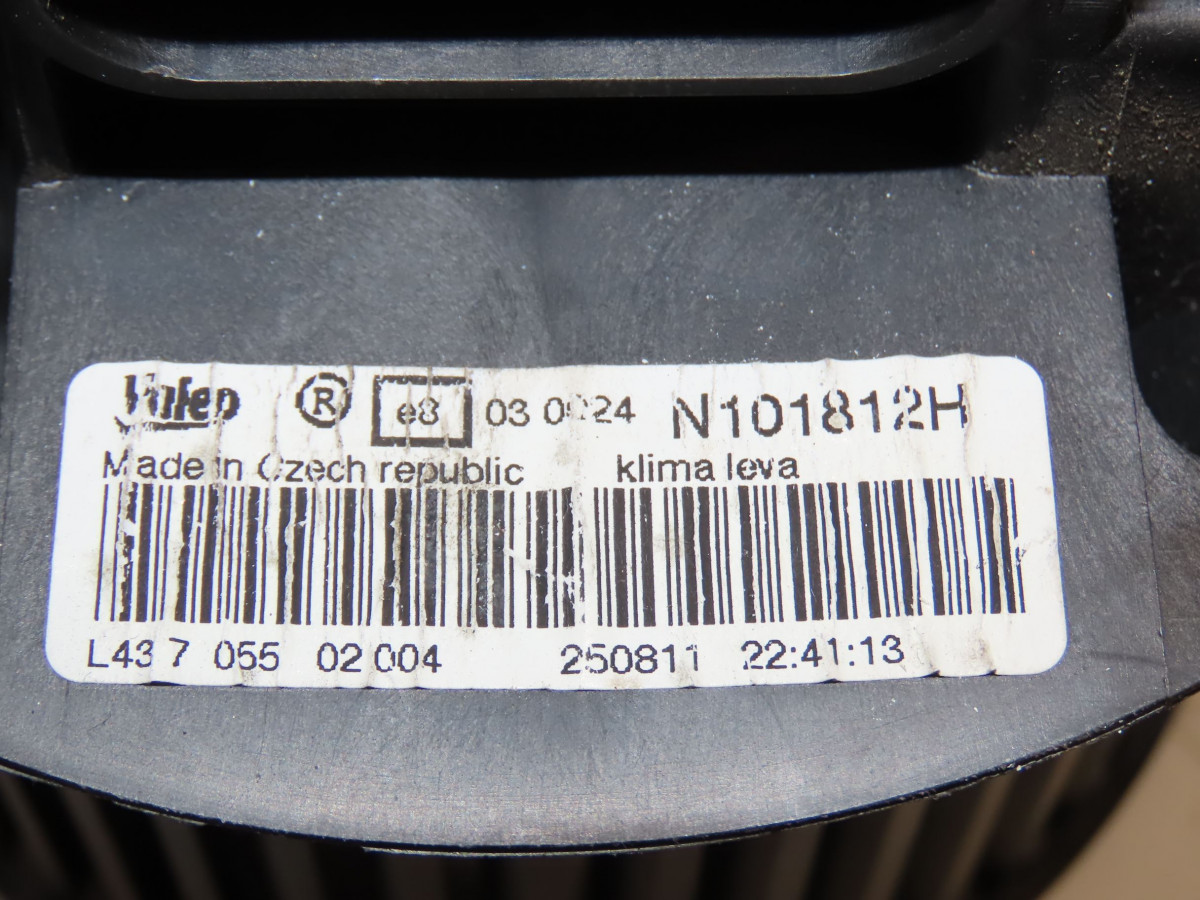 Valeo ® e8 03 0024 N101812H
Made in Czech republic klima leva
L43 7 055 02 004 250811 22:41:13